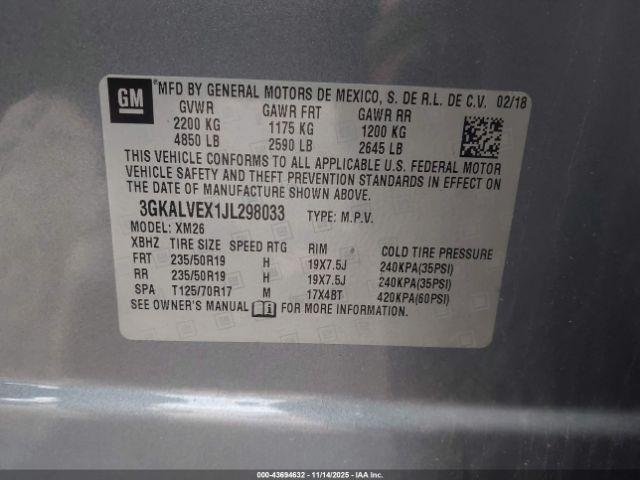 GM
MFD BY GENERAL MOTORS DE MEXICO, S. DE R.L. DE C.V. 02/18
GVWR GAWR FRT GAWR RR
2200 KG 1175 KG 1200 KG
4850 LB 2590 LB 2645 LB
THIS VEHICLE CONFORMS TO ALL APPLICABLE U.S. FEDERAL MOTOR
VEHICLE SAFETY AND THEFT PREVENTION STANDARDS IN EFFECT ON
THE DATE OF MANUFACTURE SHOWN ABOVE.
3GKALVEX1JL298033 TYPE: M.P.V.
MODEL: XM26
XBHZ TIRE SIZE SPEED RTG RIM COLD TIRE PRESSURE
FRT 235/50R19 H 19X7.5J 240KPA(35PSI)
RR 235/50R19 H 19X7.5J 240KPA(35PSI)
SPA T125/70R17 M 17X4BT 420KPA(60PSI)
SEE OWNER'S MANUAL FOR MORE INFORMATION.
000-43694632 - 11/14/2025 - IAA Inc.